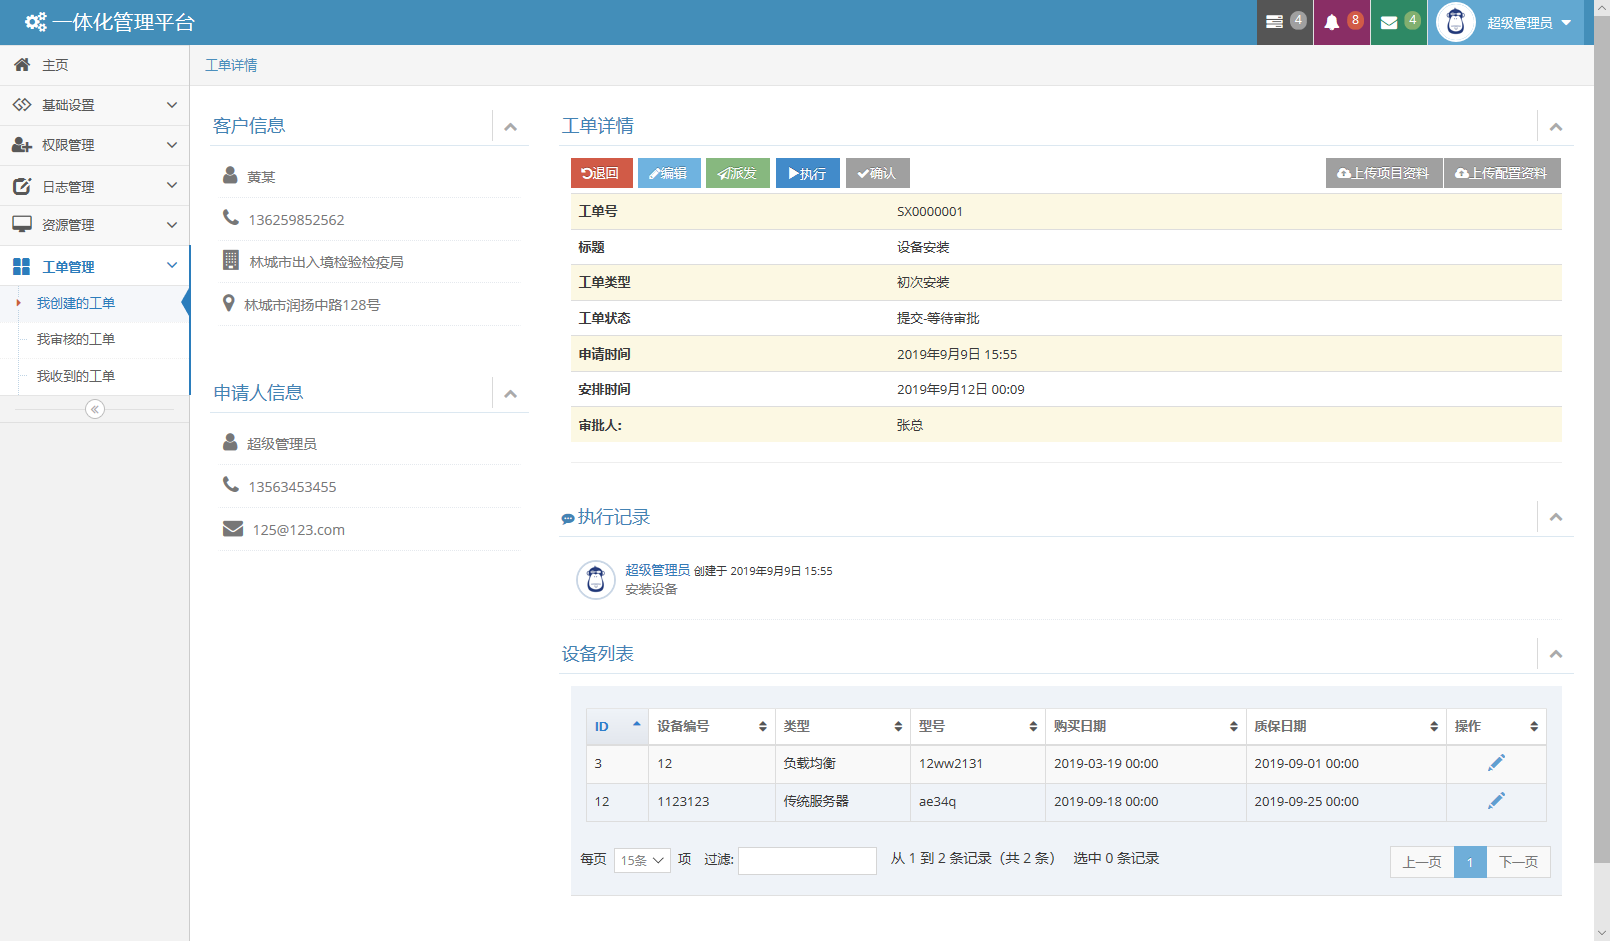 一体化管理平台
4
8
4
超级管理员
主页
基础设置
权限管理
日志管理
资源管理
工单管理
我创建的工单
我审核的工单
我收到的工单
工单详情
客户信息
黄某
136259852562
林城市出入境检验检疫局
林城市润扬中路128号
申请人信息
超级管理员
13563453455
125@123.com
工单详情
退回 编辑 派发 执行 确认 上传项目资料 上传配置资料
工单号 SX0000001
标题 设备安装
工单类型 初次安装
工单状态 提交-等待审批
申请时间 2019年9月9日 15:55
安排时间 2019年9月12日 00:09
审批人: 张总
执行记录
超级管理员 创建于 2019年9月9日 15:55
安装设备
设备列表
ID 设备编号 类型 型号 购买日期 质保日期 操作
3 12 负载均衡 12ww2131 2019-03-19 00:00 2019-09-01 00:00
12 1123123 传统服务器 ae34q 2019-09-18 00:00 2019-09-25 00:00
每页 15条 项 过滤: 从 1 到 2 条记录（共 2 条） 选中 0 条记录
上一页 1 下一页